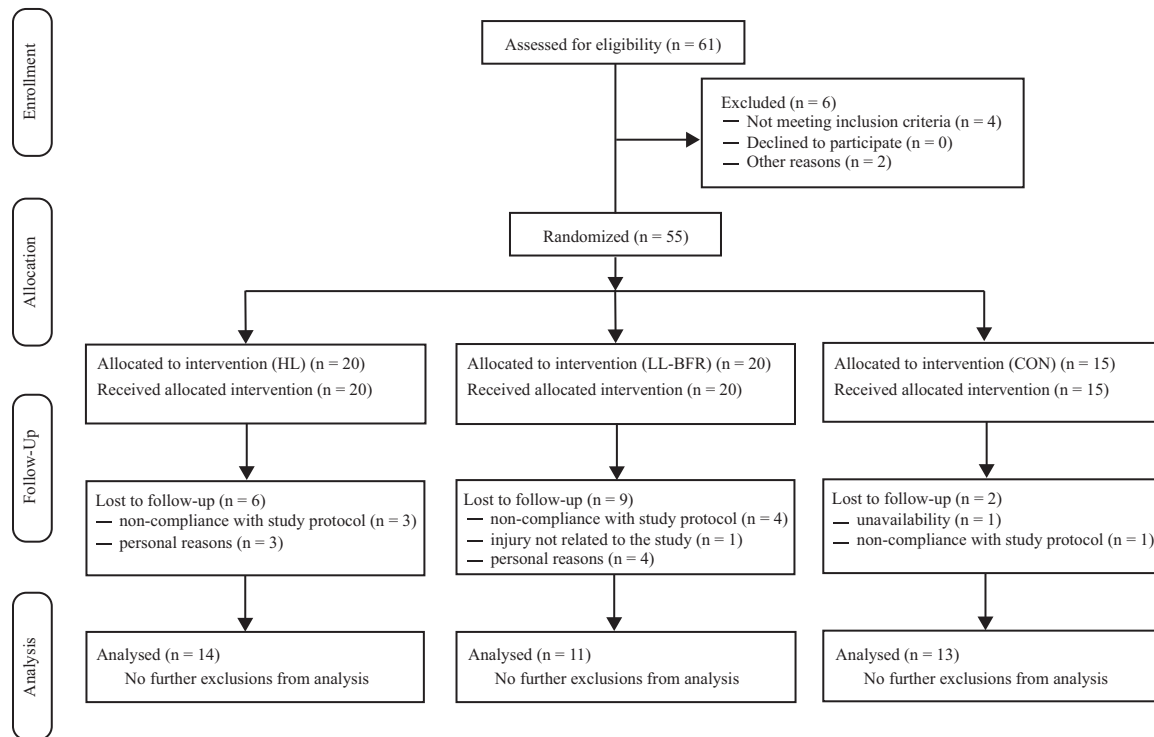 Enrollment
Assessed for eligibility (n = 61)
Excluded (n = 6)
— Not meeting inclusion criteria (n = 4)
— Declined to participate (n = 0)
— Other reasons (n = 2)
Allocation
Randomized (n = 55)
Allocated to intervention (HL) (n = 20)
Received allocated intervention (n = 20)
Allocated to intervention (LL-BFR) (n = 20)
Received allocated intervention (n = 20)
Allocated to intervention (CON) (n = 15)
Received allocated intervention (n = 15)
Follow-Up
Lost to follow-up (n = 6)
— non-compliance with study protocol (n = 3)
— personal reasons (n = 3)
Lost to follow-up (n = 9)
— non-compliance with study protocol (n = 4)
— injury not related to the study (n = 1)
— personal reasons (n = 4)
Lost to follow-up (n = 2)
— unavailability (n = 1)
— non-compliance with study protocol (n = 1)
Analysis
Analysed (n = 14)
No further exclusions from analysis
Analysed (n = 11)
No further exclusions from analysis
Analysed (n = 13)
No further exclusions from analysis